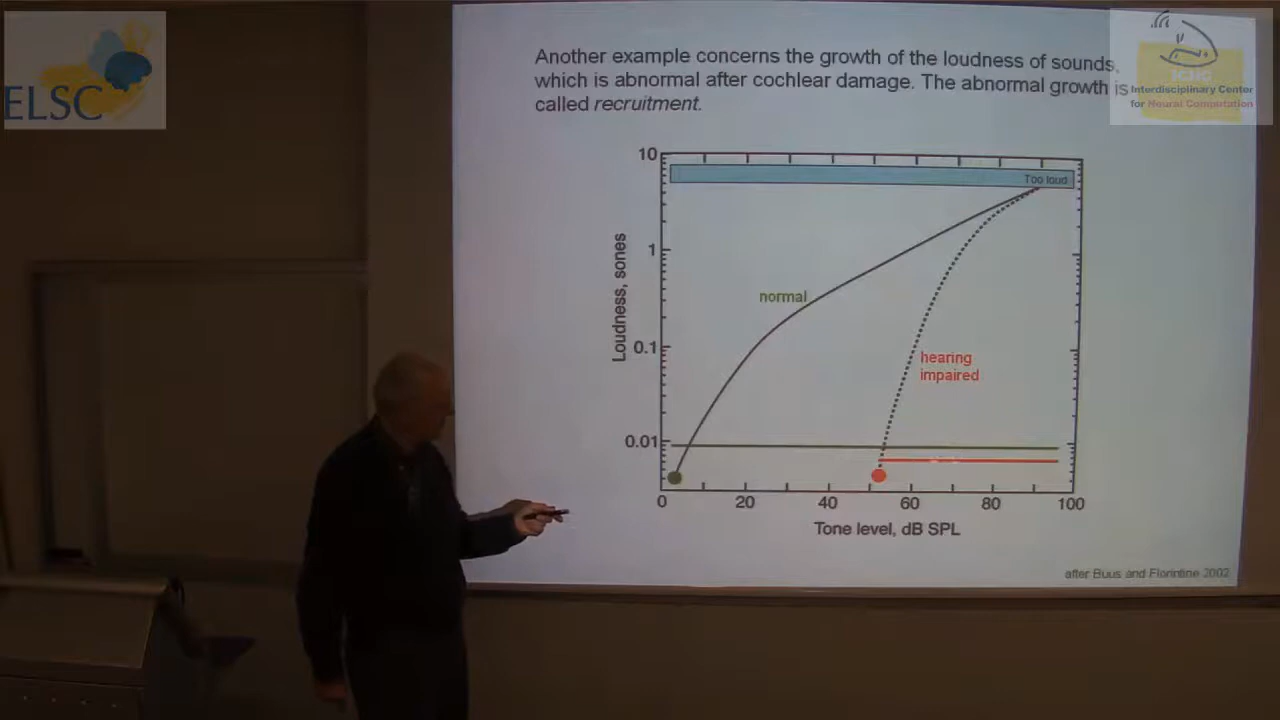 ELSC
ICNC
Interdisciplinary Center
for Neural Computation
Another example concerns the growth of the loudness of sounds,
which is abnormal after cochlear damage. The abnormal growth is
called recruitment.
10
Too loud
1
normal
Loudness, sones
0.1
hearing
impaired
0.01
0 20 40 60 80 100
Tone level, dB SPL
after Buus and Florintine 2002